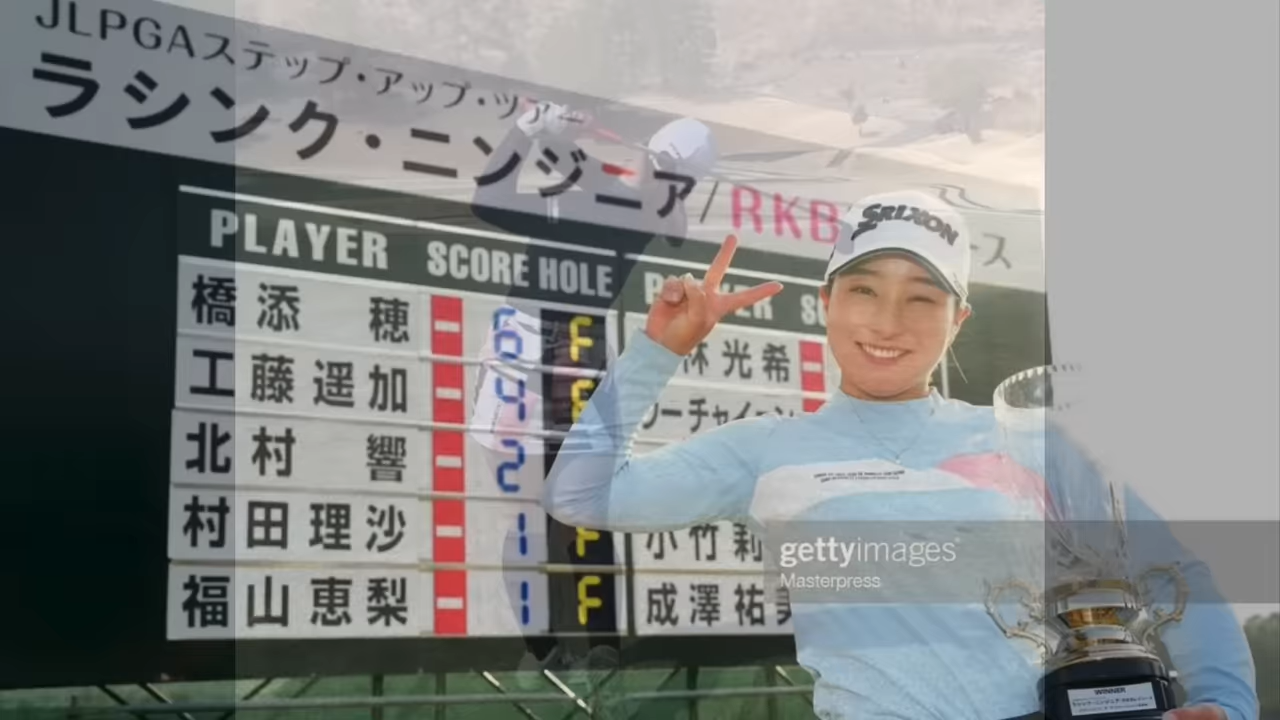 JLPGAステップ・アップ・ツアー
ラシンク・ニンジニア/RKB
ース
PLAYER SCORE HOLE
橋添 穂 - 6 F
工藤遥加 - 4 F
北村 響 - 2
村田理沙 - 1 F
福山恵梨 - 1 F
林光希 -
小竹莉
成澤祐美
SRIXON
gettyimages
Masterpress
WINNER